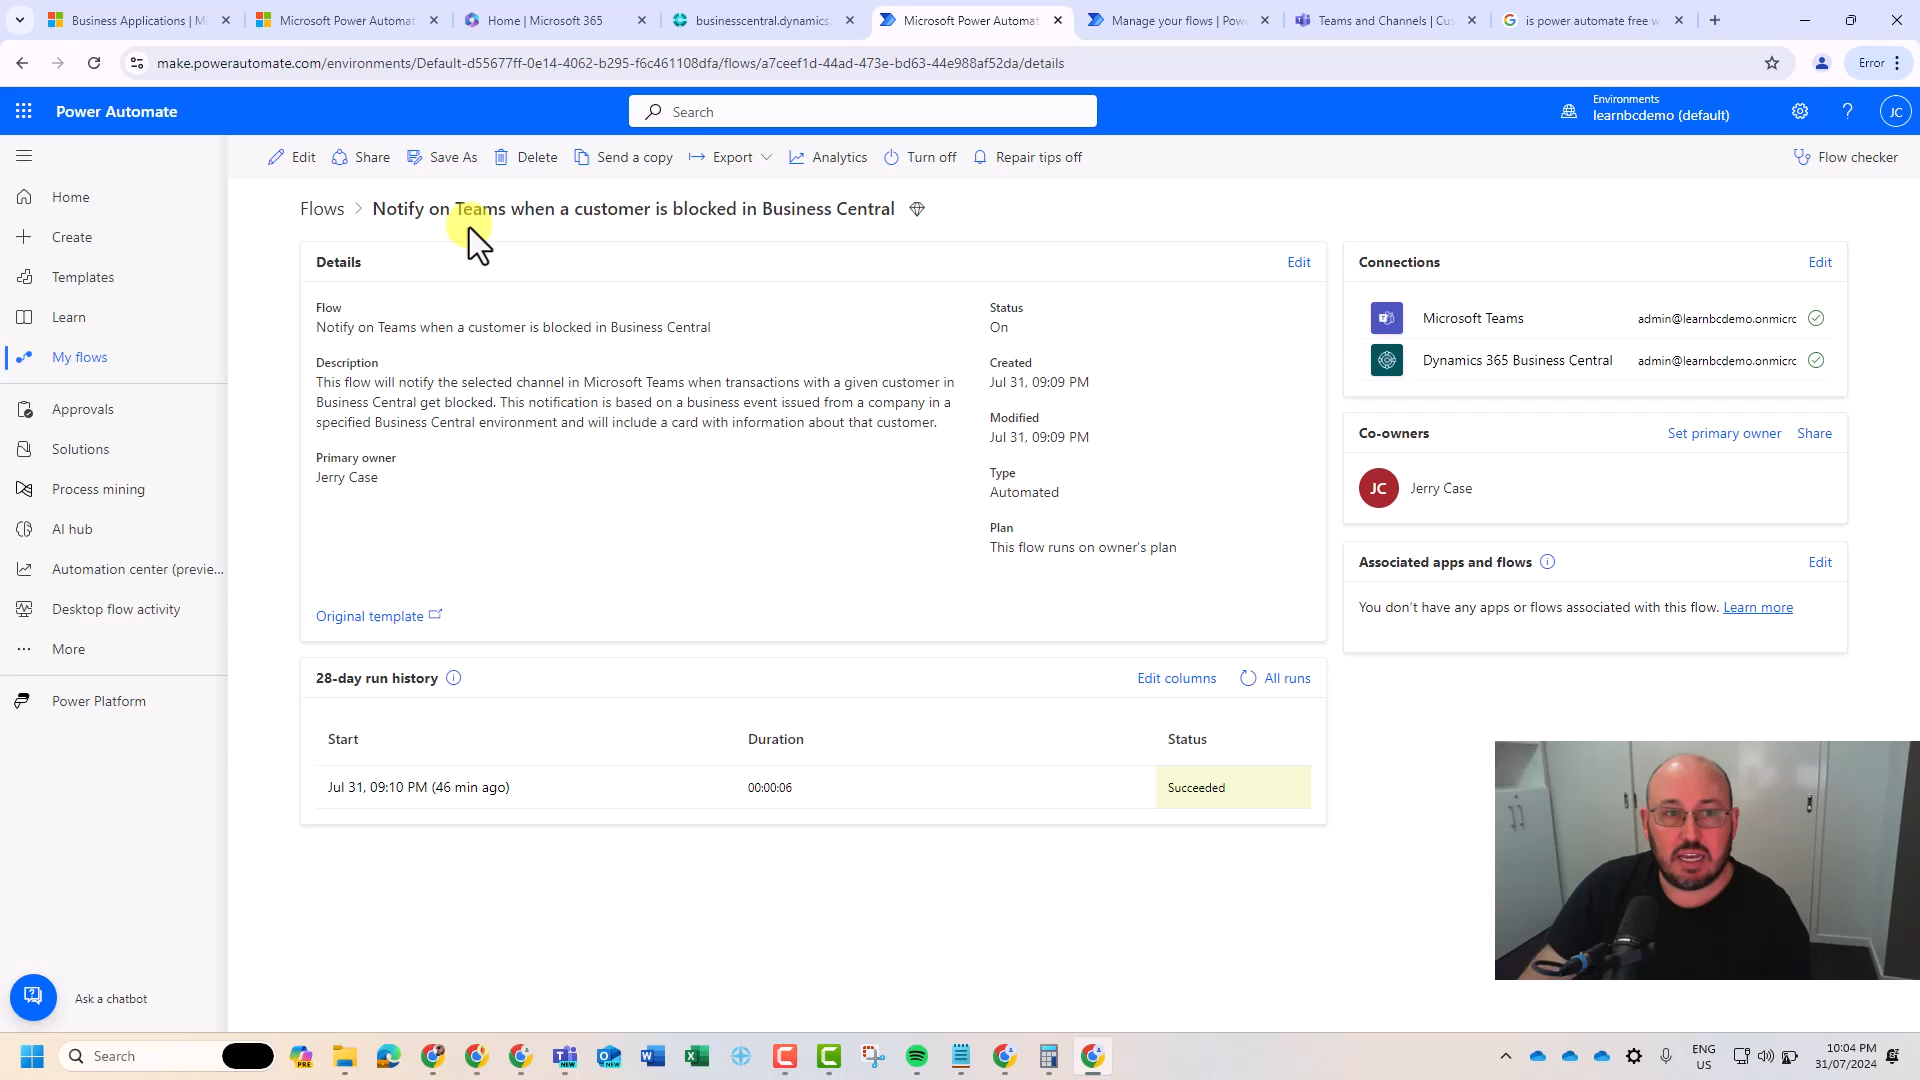 Business Applications | M
Microsoft Power Automat
Home | Microsoft 365
businesscentral.dynamics.
Microsoft Power Automat
Manage your flows | Pow
Teams and Channels | Cus
is power automate free w
make.powerautomate.com/environments/Default-d55677ff-0e14-4062-b295-f6c461108dfa/flows/a7ceef1d-44ad-473e-bd63-44e988af52da/details
Error
Power Automate
Search
Environments
learnbcdemo (default)
JC
Edit
Share
Save As
Delete
Send a copy
Export
Analytics
Turn off
Repair tips off
Flow checker
Home
Create
Templates
Learn
My flows
Approvals
Solutions
Process mining
AI hub
Automation center (previe...
Desktop flow activity
More
Power Platform
Ask a chatbot
Flows > Notify on Teams when a customer is blocked in Business Central
Details
Edit
Flow
Notify on Teams when a customer is blocked in Business Central
Description
This flow will notify the selected channel in Microsoft Teams when transactions with a given customer in
Business Central get blocked. This notification is based on a business event issued from a company in a
specified Business Central environment and will include a card with information about that customer.
Primary owner
Jerry Case
Status
On
Created
Jul 31, 09:09 PM
Modified
Jul 31, 09:09 PM
Type
Automated
Plan
This flow runs on owner's plan
Original template
28-day run history
Edit columns
All runs
Start
Duration
Status
Jul 31, 09:10 PM (46 min ago)
00:00:06
Succeeded
Connections
Edit
Microsoft Teams
admin@learnbcdemo.onmicrc
Dynamics 365 Business Central
admin@learnbcdemo.onmicrc
Co-owners
Set primary owner
Share
JC
Jerry Case
Associated apps and flows
Edit
You don't have any apps or flows associated with this flow. Learn more
Search
PRE
NEW
NEW
ENG
US
10:04 PM
31/07/2024